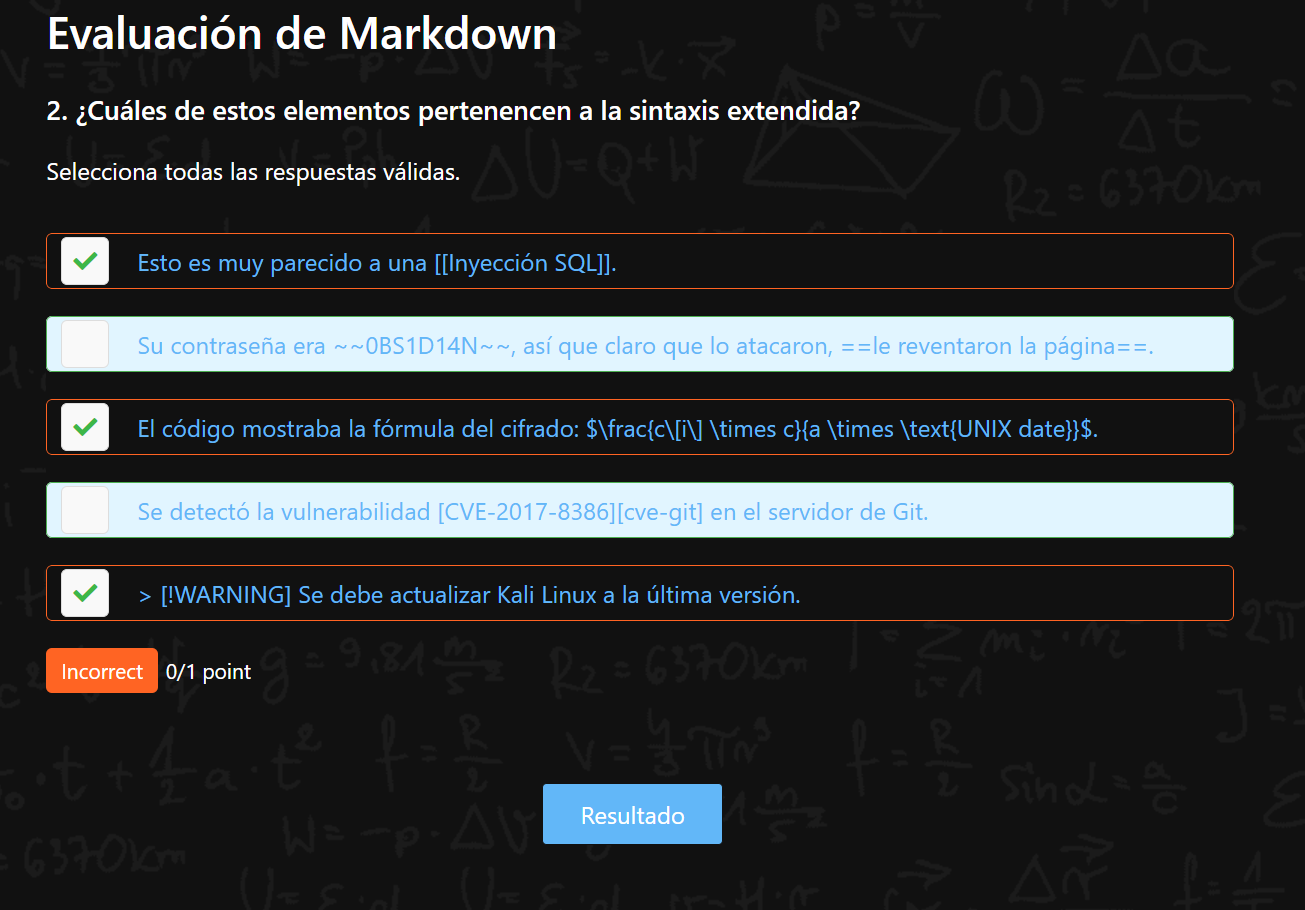 Evaluación de Markdown
2. ¿Cuáles de estos elementos pertenencen a la sintaxis extendida?
Selecciona todas las respuestas válidas.
Esto es muy parecido a una [[Inyección SQL]].
Su contraseña era ~~0BS1D14N~~, así que claro que lo atacaron, ==le reventaron la página==.
El código mostraba la fórmula del cifrado: $\frac{c\[i\] \times c}{a \times \text{UNIX date}}$.
Se detectó la vulnerabilidad [CVE-2017-8386][cve-git] en el servidor de Git.
> [!WARNING] Se debe actualizar Kali Linux a la última versión.
Incorrect 0/1 point
Resultado